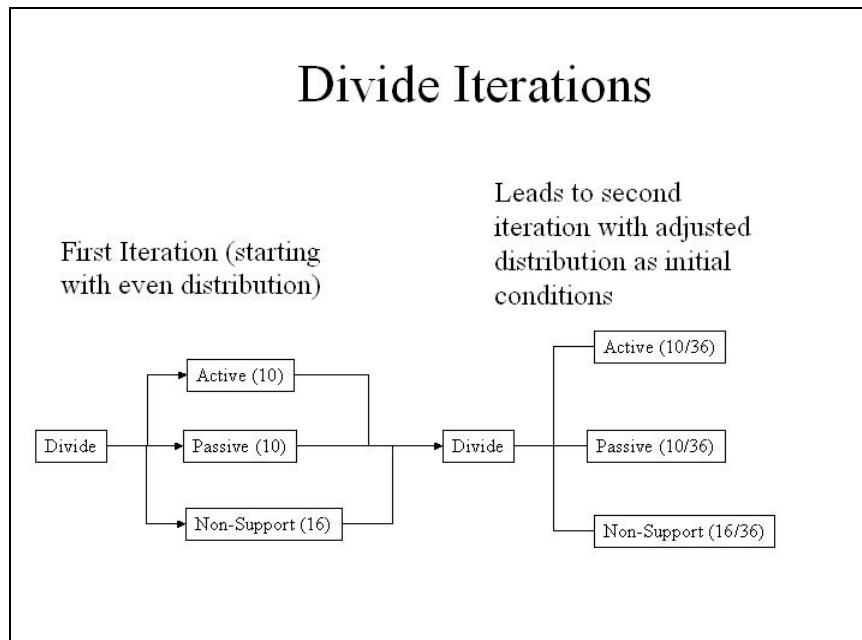 Divide Iterations
First Iteration (starting
with even distribution)
Leads to second
iteration with adjusted
distribution as initial
conditions
Divide
Active (10)
Passive (10)
Non-Support (16)
Divide
Active (10/36)
Passive (10/36)
Non-Support (16/36)